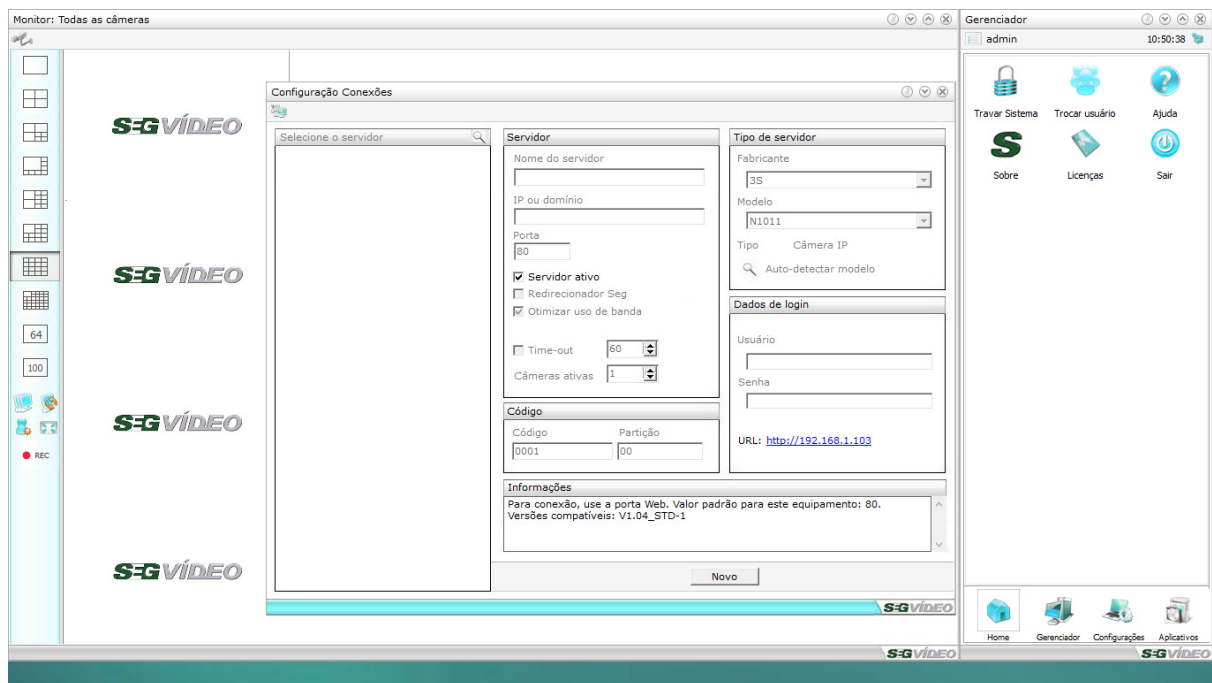 Monitor: Todas as câmeras
Gerenciador
admin
10:50:38
Travar Sistema
Trocar usuário
Ajuda
Sobre
Licenças
Sair
64
100
REC
SEGVÍDEO
SEGVÍDEO
SEGVÍDEO
SEGVÍDEO
Configuração Conexões
Selecione o servidor
Servidor
Nome do servidor
IP ou domínio
Porta
80
Servidor ativo
Redirecionador Seg
Otimizar uso de banda
Time-out
60
Câmeras ativas
1
Código
Código
Partição
0001
00
Tipo de servidor
Fabricante
3S
Modelo
N1011
Tipo
Câmera IP
Auto-detectar modelo
Dados de login
Usuário
Senha
URL: http://192.168.1.103
Informações
Para conexão, use a porta Web. Valor padrão para este equipamento: 80.
Versões compatíveis: V1.04_STD-1
Novo
SEGVÍDEO
Home
Gerenciador
Configurações
Aplicativos
SEGVÍDEO
SEGVÍDEO